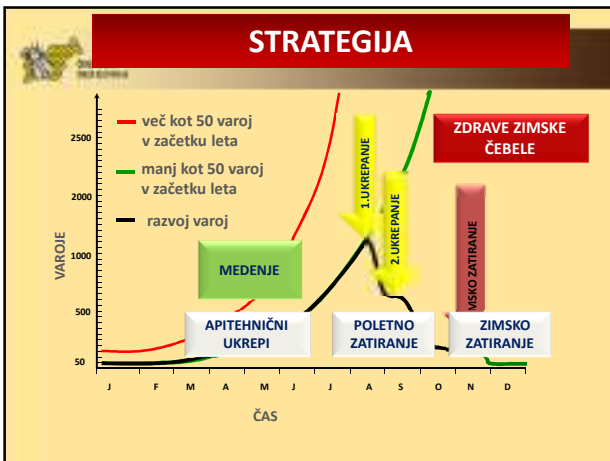 STRATEGIJA
več kot 50 varoj
v začetku leta
manj kot 50 varoj
v začetku leta
razvoj varoj
1.UKREPANJE
2.UKREPANJE
ZDRAVE ZIMSKE
ČEBELE
MEDENJE
APITEHNIČNI
UKREPI
POLETNO
ZATIRANJE
ZIMSKO
ZATIRANJE
MSKO ZATIRANJE
VAROJE
2500
2000
1000
500
50
J F M A M J J A S O N D
ČAS